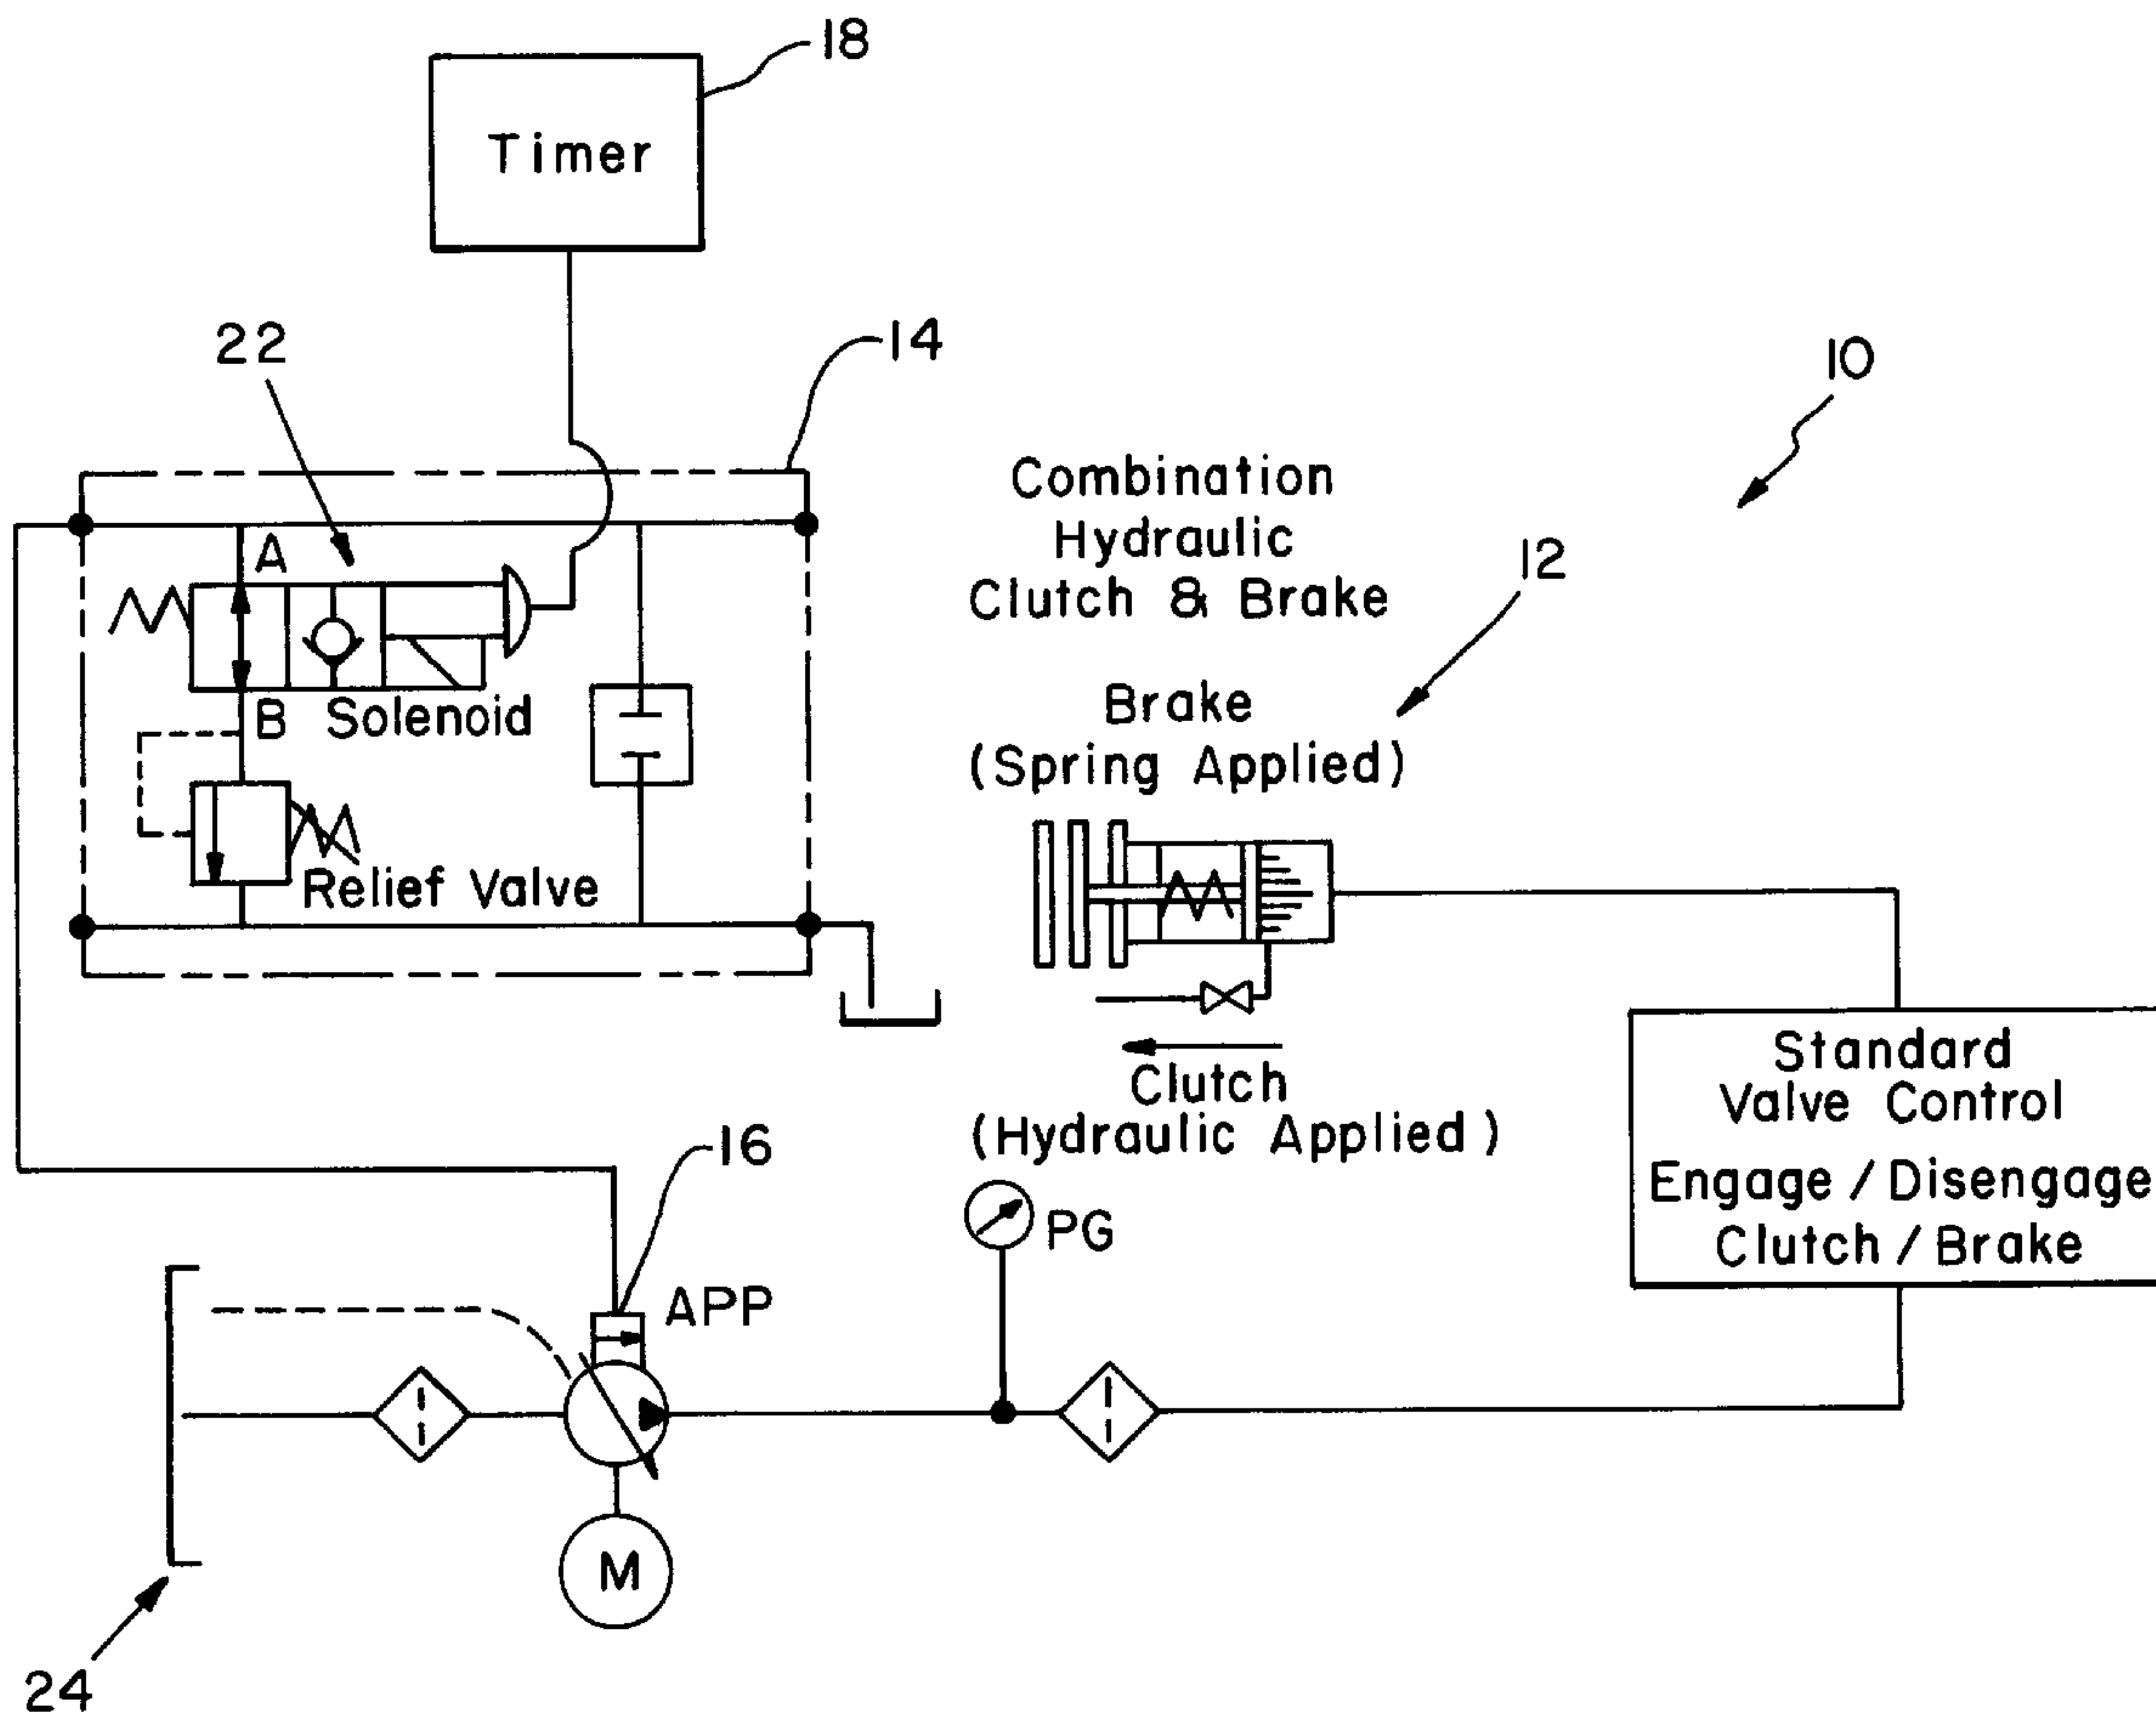 18
Timer
22
14
10
Combination
Hydraulic
Clutch & Brake
12
A
B
Solenoid
Brake
(Spring Applied)
Relief Valve
Clutch
(Hydraulic Applied)
Standard
Valve Control
Engage / Disengage
Clutch / Brake
16
PG
APP
M
24